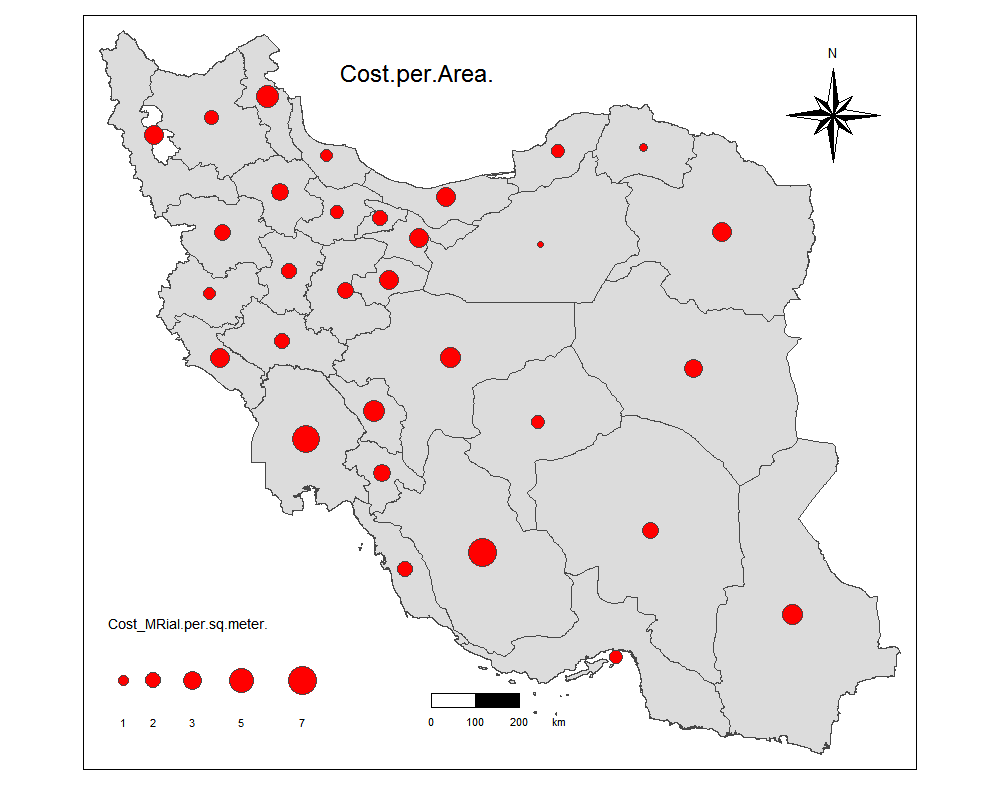 Cost.per.Area.
N
Cost_MRial.per.sq.meter.
1 2 3 5 7
0 100 200 km